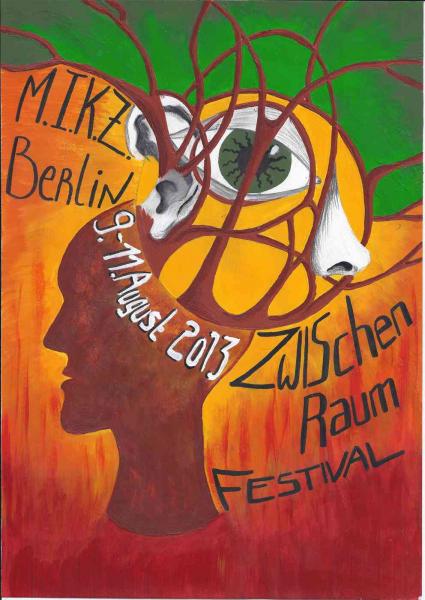 M.I.K.Z.
Berlin
9.-11.August 2013
ZWISchen
Raum
FESTIVAL